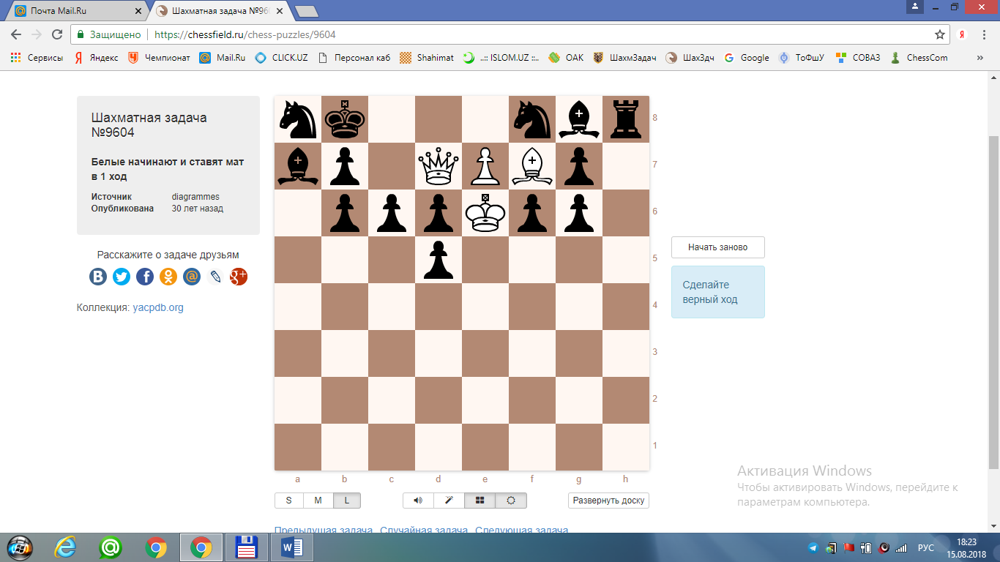 Почта Mail.Ru
Шахматная задача №960
Защищено
https://chessfield.ru/chess-puzzles/9604
Сервисы Яндекс Чемпионат Mail.Ru CLICK.UZ Персонал каб Shahimat ..:: ISLOM.UZ ::.. ОАК ШахмЗадач ШахЗдч Google ТоФшУ СОВАЗ ChessCom »
Шахматная задача
№9604
Белые начинают и ставят мат
в 1 ход
Источник diagrammes
Опубликована 30 лет назад
Расскажите о задаче друзьям
Коллекция: yacpdb.org
8
7
6
5
4
3
2
1
a b c d e f g h
Начать заново
Сделайте
верный ход
S M L
Развернуть доску
Предыдущая задача Случайная задача Следующая задача
Активация Windows
Чтобы активировать Windows, перейдите к
параметрам компьютера.
РУС
18:23
15.08.2018